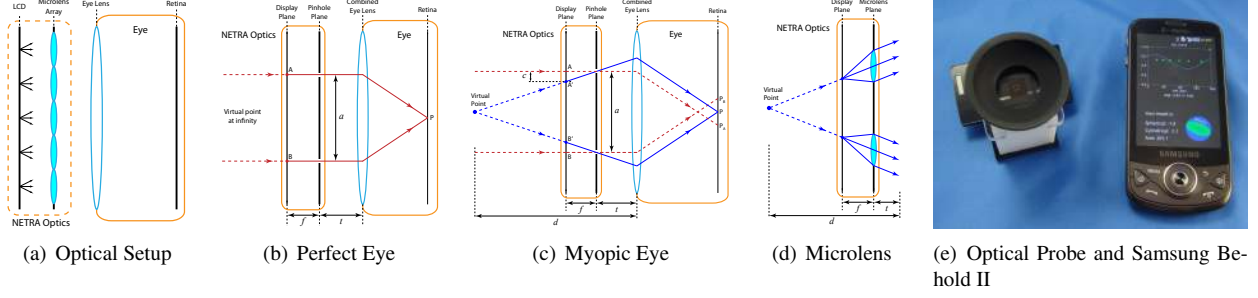 LCD
Microlens
Array
Eye Lens
Retina
Eye
NETRA Optics
(a) Optical Setup
Display
Plane
Pinhole
Plane
Combined
Eye Lens
Retina
NETRA Optics
Eye
A
Virtual point
at infinity
a
P
B
f
t
(b) Perfect Eye
Display
Plane
Pinhole
Plane
Combined
Eye Lens
Retina
NETRA Optics
Eye
A
c
A'
Virtual
Point
a
P
B'
B
f
t
d
(c) Myopic Eye
Display
Plane
Microlens
Plane
NETRA Optics
Virtual
Point
f
t
d
(d) Microlens
SAMSUNG
(e) Optical Probe and Samsung Be-
hold II